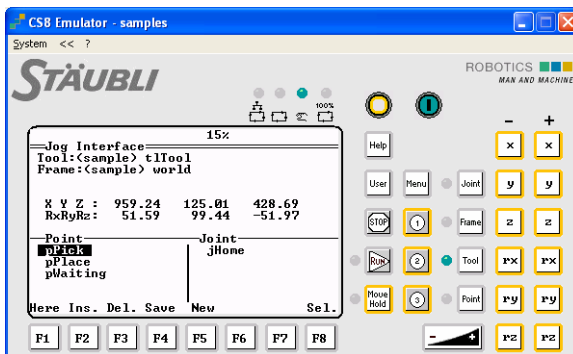 CS8 Emulator - samples
System << ?
STÄUBLI
ROBOTICS
MAN AND MACHINE
100%
15%
Jog Interface
Tool:(sample) tlTool
Frame:(sample) world
X Y Z : 959.24 125.01 428.69
RxRyRz: 51.59 99.44 -51.97
Point Joint
pPick jHome
pPlace
pWaiting
Here Ins. Del. Save New Sel.
F1 F2 F3 F4 F5 F6 F7 F8
- +
Help x x
User Menu Joint y y
STOP 1 Frame z z
RUN 2 Tool rx rx
Move Hold 3 Point ry ry
- + rz rz